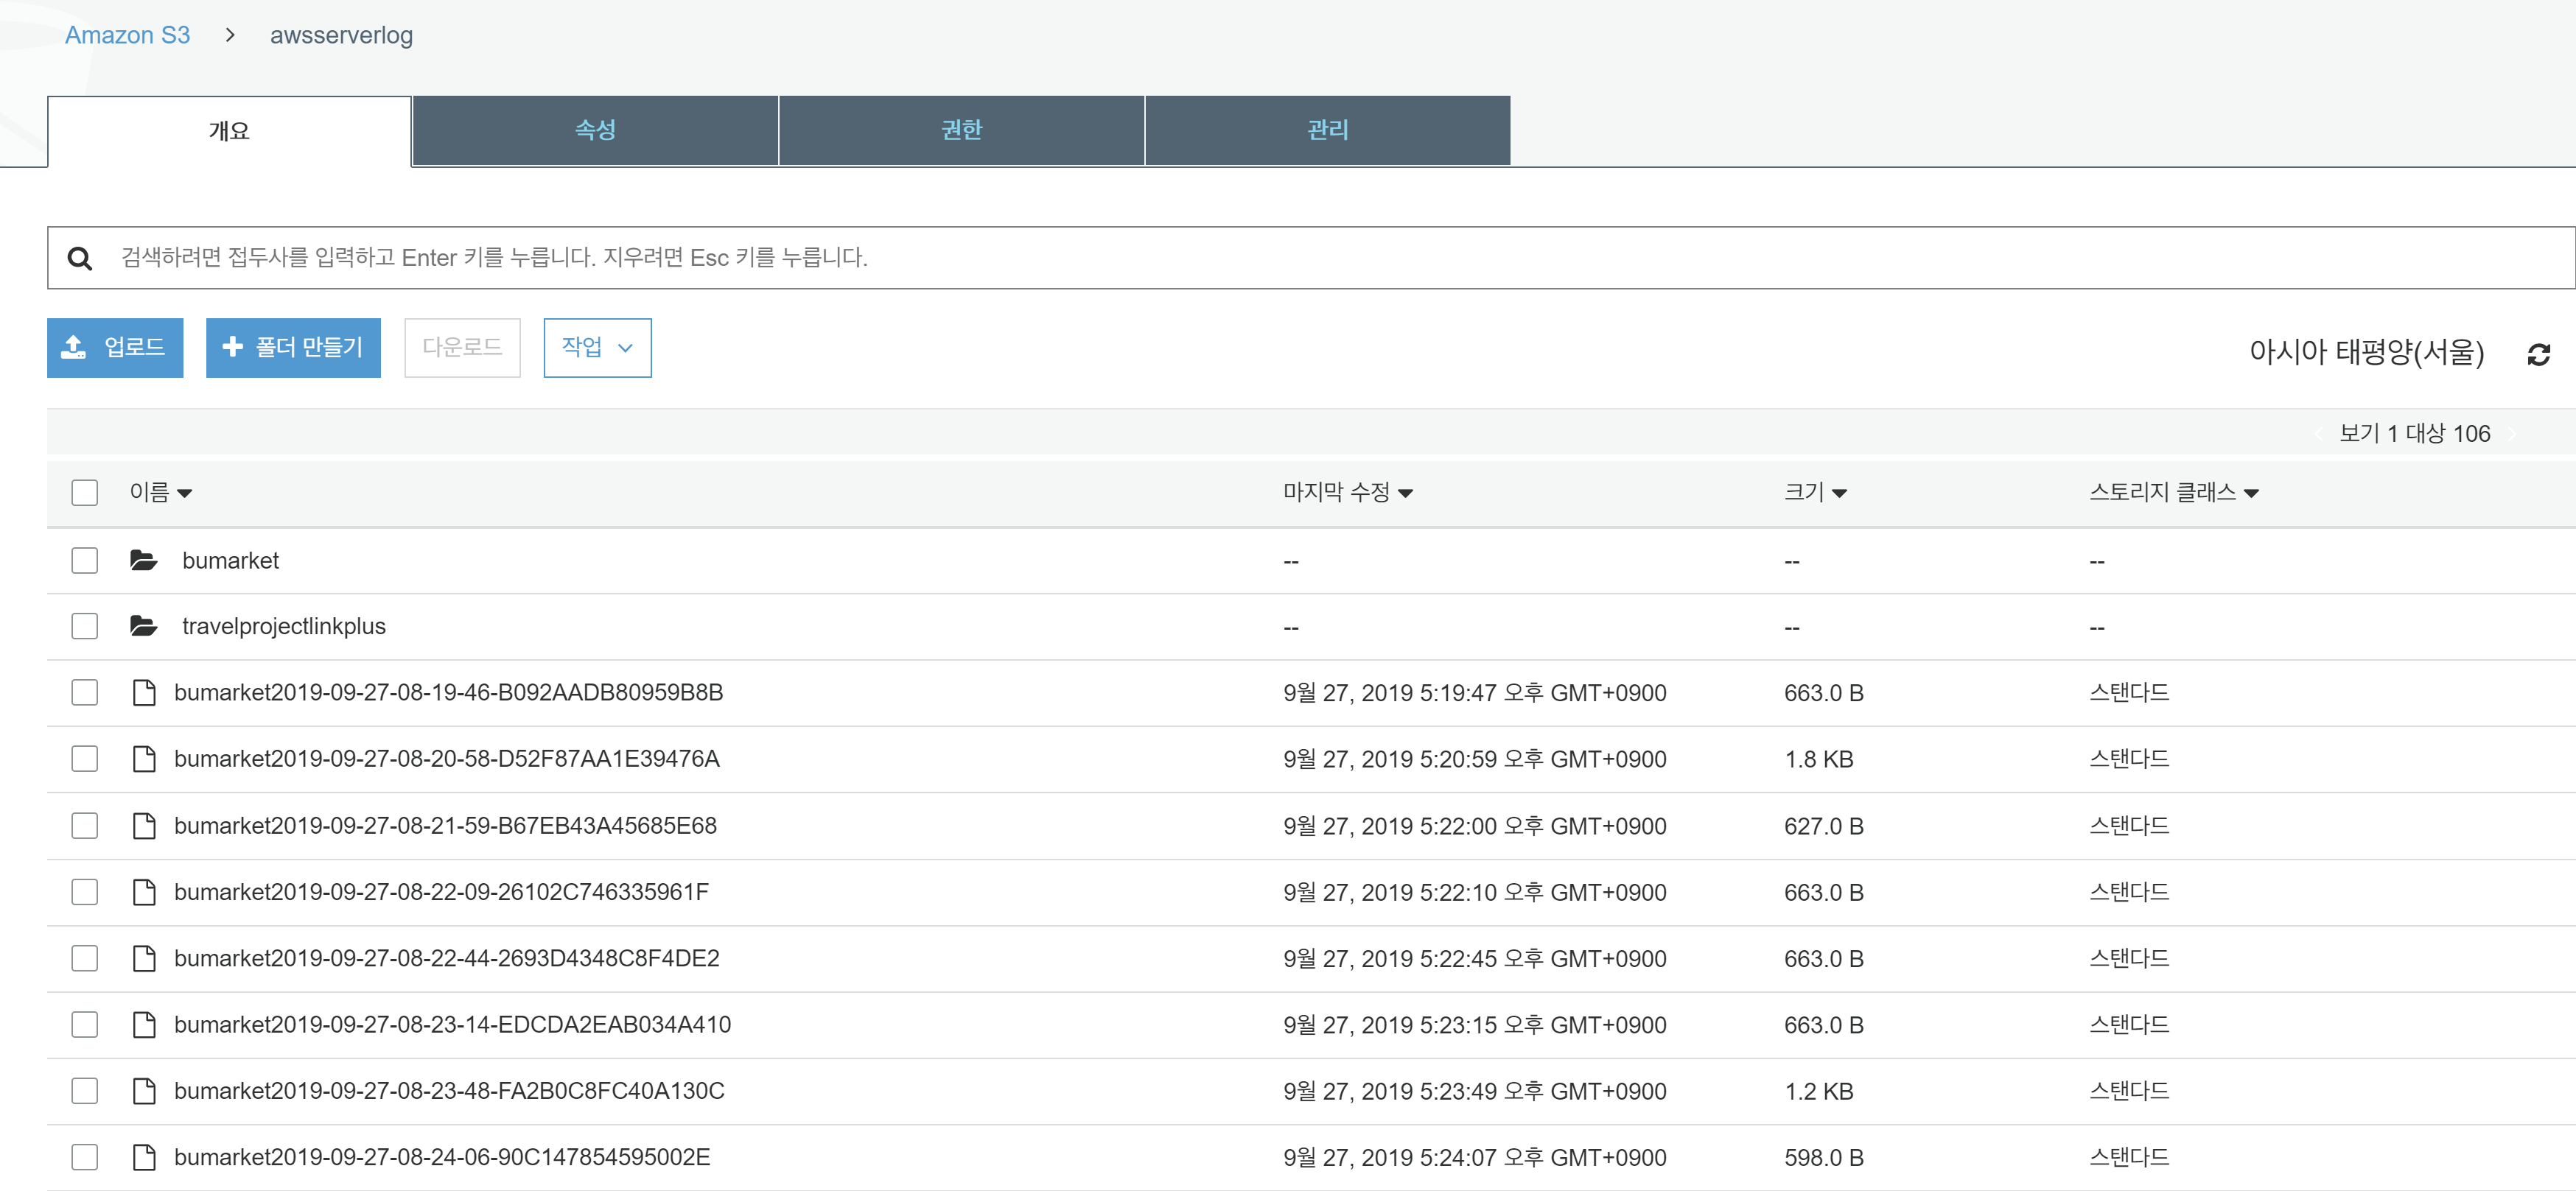 Amazon S3 > awsserverlog
개요 속성 권한 관리
검색하려면 접두사를 입력하고 Enter 키를 누릅니다. 지우려면 Esc 키를 누릅니다.
업로드 + 폴더 만들기 다운로드 작업 아시아 태평양(서울)
보기 1 대상 106
이름 마지막 수정 크기 스토리지 클래스
bumarket -- -- --
travelprojectlinkplus -- -- --
bumarket2019-09-27-08-19-46-B092AADB80959B8B 9월 27, 2019 5:19:47 오후 GMT+0900 663.0 B 스탠다드
bumarket2019-09-27-08-20-58-D52F87AA1E39476A 9월 27, 2019 5:20:59 오후 GMT+0900 1.8 KB 스탠다드
bumarket2019-09-27-08-21-59-B67EB43A45685E68 9월 27, 2019 5:22:00 오후 GMT+0900 627.0 B 스탠다드
bumarket2019-09-27-08-22-09-26102C746335961F 9월 27, 2019 5:22:10 오후 GMT+0900 663.0 B 스탠다드
bumarket2019-09-27-08-22-44-2693D4348C8F4DE2 9월 27, 2019 5:22:45 오후 GMT+0900 663.0 B 스탠다드
bumarket2019-09-27-08-23-14-EDCDA2EAB034A410 9월 27, 2019 5:23:15 오후 GMT+0900 663.0 B 스탠다드
bumarket2019-09-27-08-23-48-FA2B0C8FC40A130C 9월 27, 2019 5:23:49 오후 GMT+0900 1.2 KB 스탠다드
bumarket2019-09-27-08-24-06-90C147854595002E 9월 27, 2019 5:24:07 오후 GMT+0900 598.0 B 스탠다드